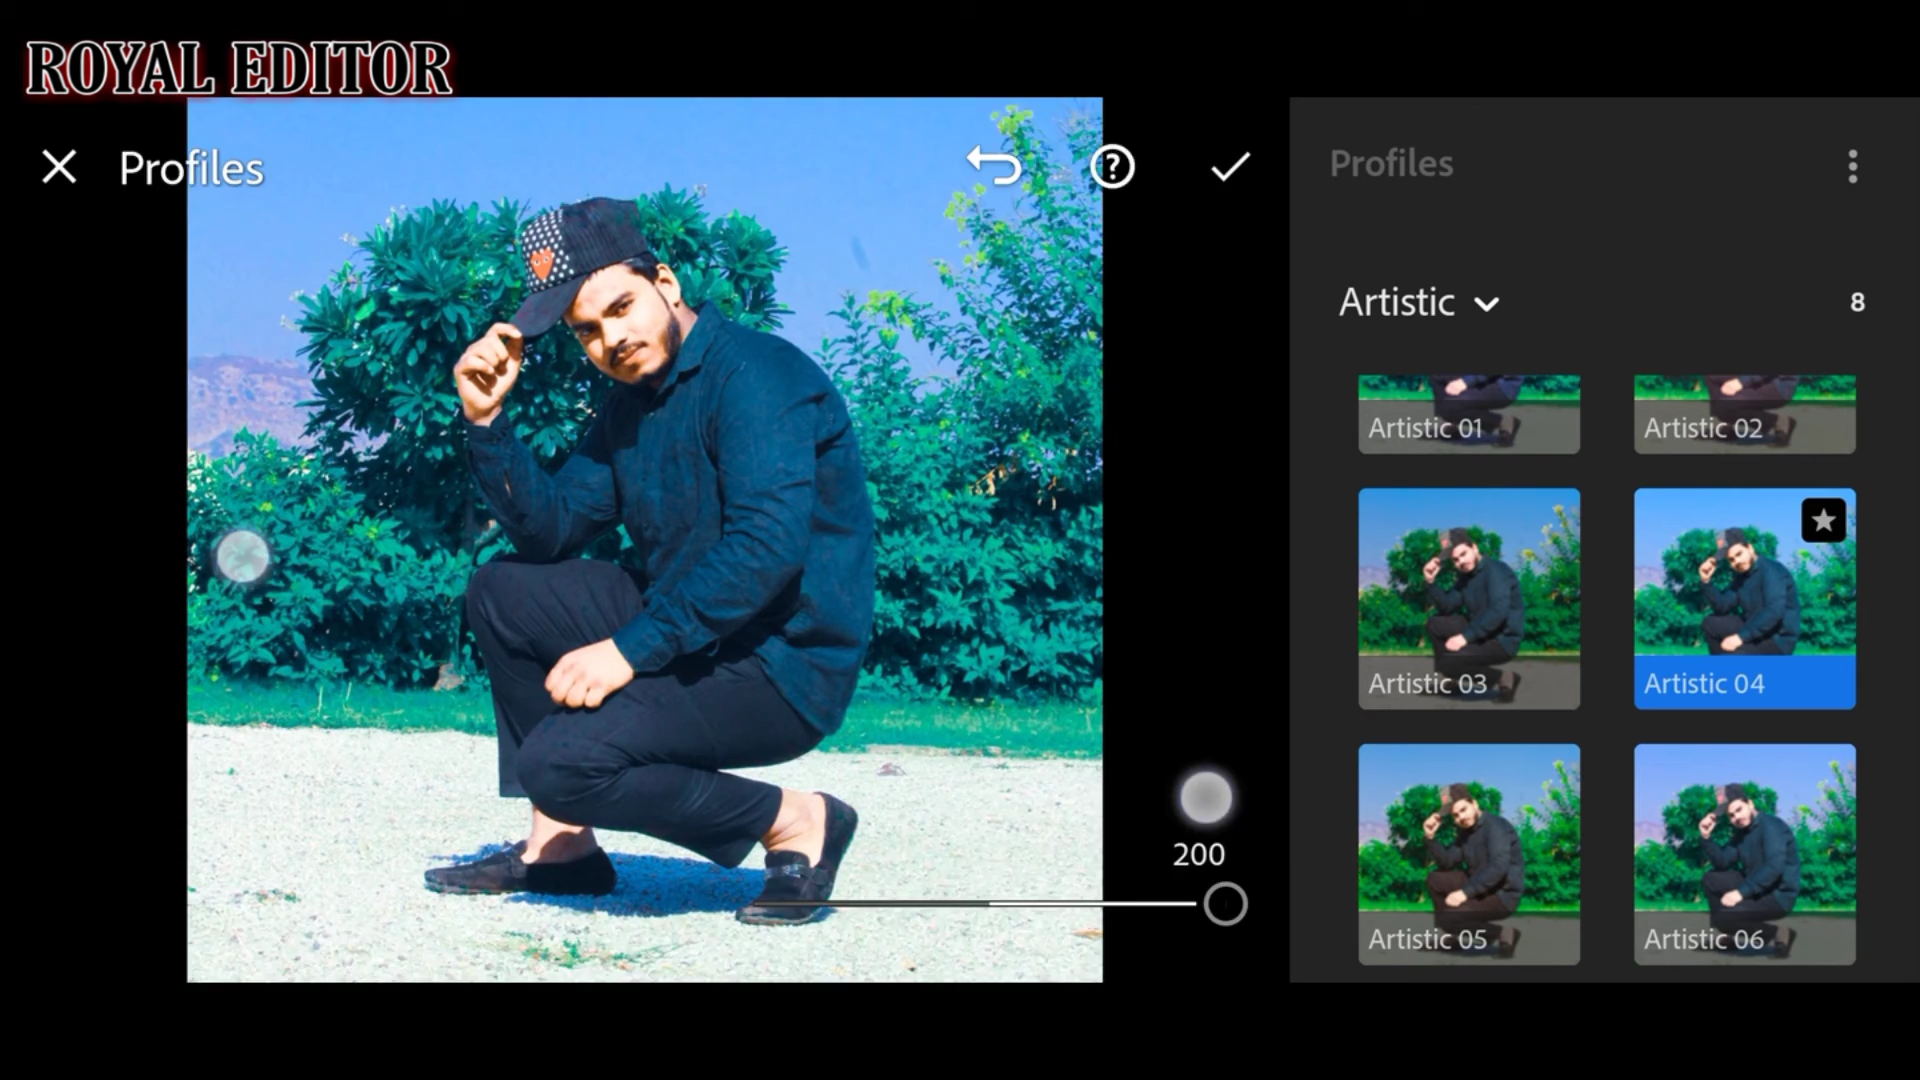 ROYAL EDITOR
Profiles
Profiles
Artistic
8
Artistic 01
Artistic 02
Artistic 03
Artistic 04
Artistic 05
Artistic 06
200